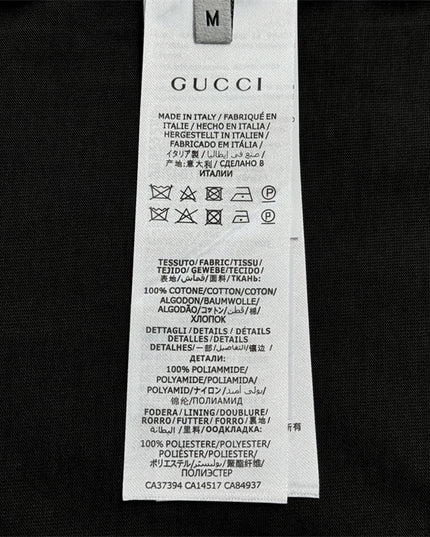 M
GUCCI
MADE IN ITALY / FABRIQUÉ EN
ITALIE / HECHO EN ITALIA /
HERGESTELLT IN ITALIEN /
FABRICADO EM ITÁLIA /
イタリア製 / صنع في إيطاليا /
产地:意大利 / СДЕЛАНО В
ИТАЛИИ
TESSUTO/FABRIC/TISSU/
TEJIDO/ GEWEBE/TECIDO/
表地/قماش/面料/ТКАНЬ:
100% COTONE/COTTON/COTON/
ALGODON/BAUMWOLLE/
ALGODÃO/コットン/قطن/棉/
ХЛОПОК
DETTAGLI/DETAILS / DÉTAILS
DETALLES/ DETAILS/
DETALHES/一部/التفاصيل/镶边 /
ДЕТАЛИ:
100% POLIAMMIDE/
POLYAMIDE/POLIAMIDA/
POLYAMID/ナイロン/بولي أميد/
锦纶/ПОЛИАМИД
FODERA / LINING/DOUBLURE/
FORRO/ FUTTER/ FORRO/ 裏地/
البطانة / 里料/ ООДКЛАДКА:
100% POLIESTERE/POLYESTER/
POLIÉSTER/POLYESTER/
ポリエステル/بوليستر/聚酯纤维/
ПОЛИЭСТЕР
CA37394 CA14517 CA84937
所有